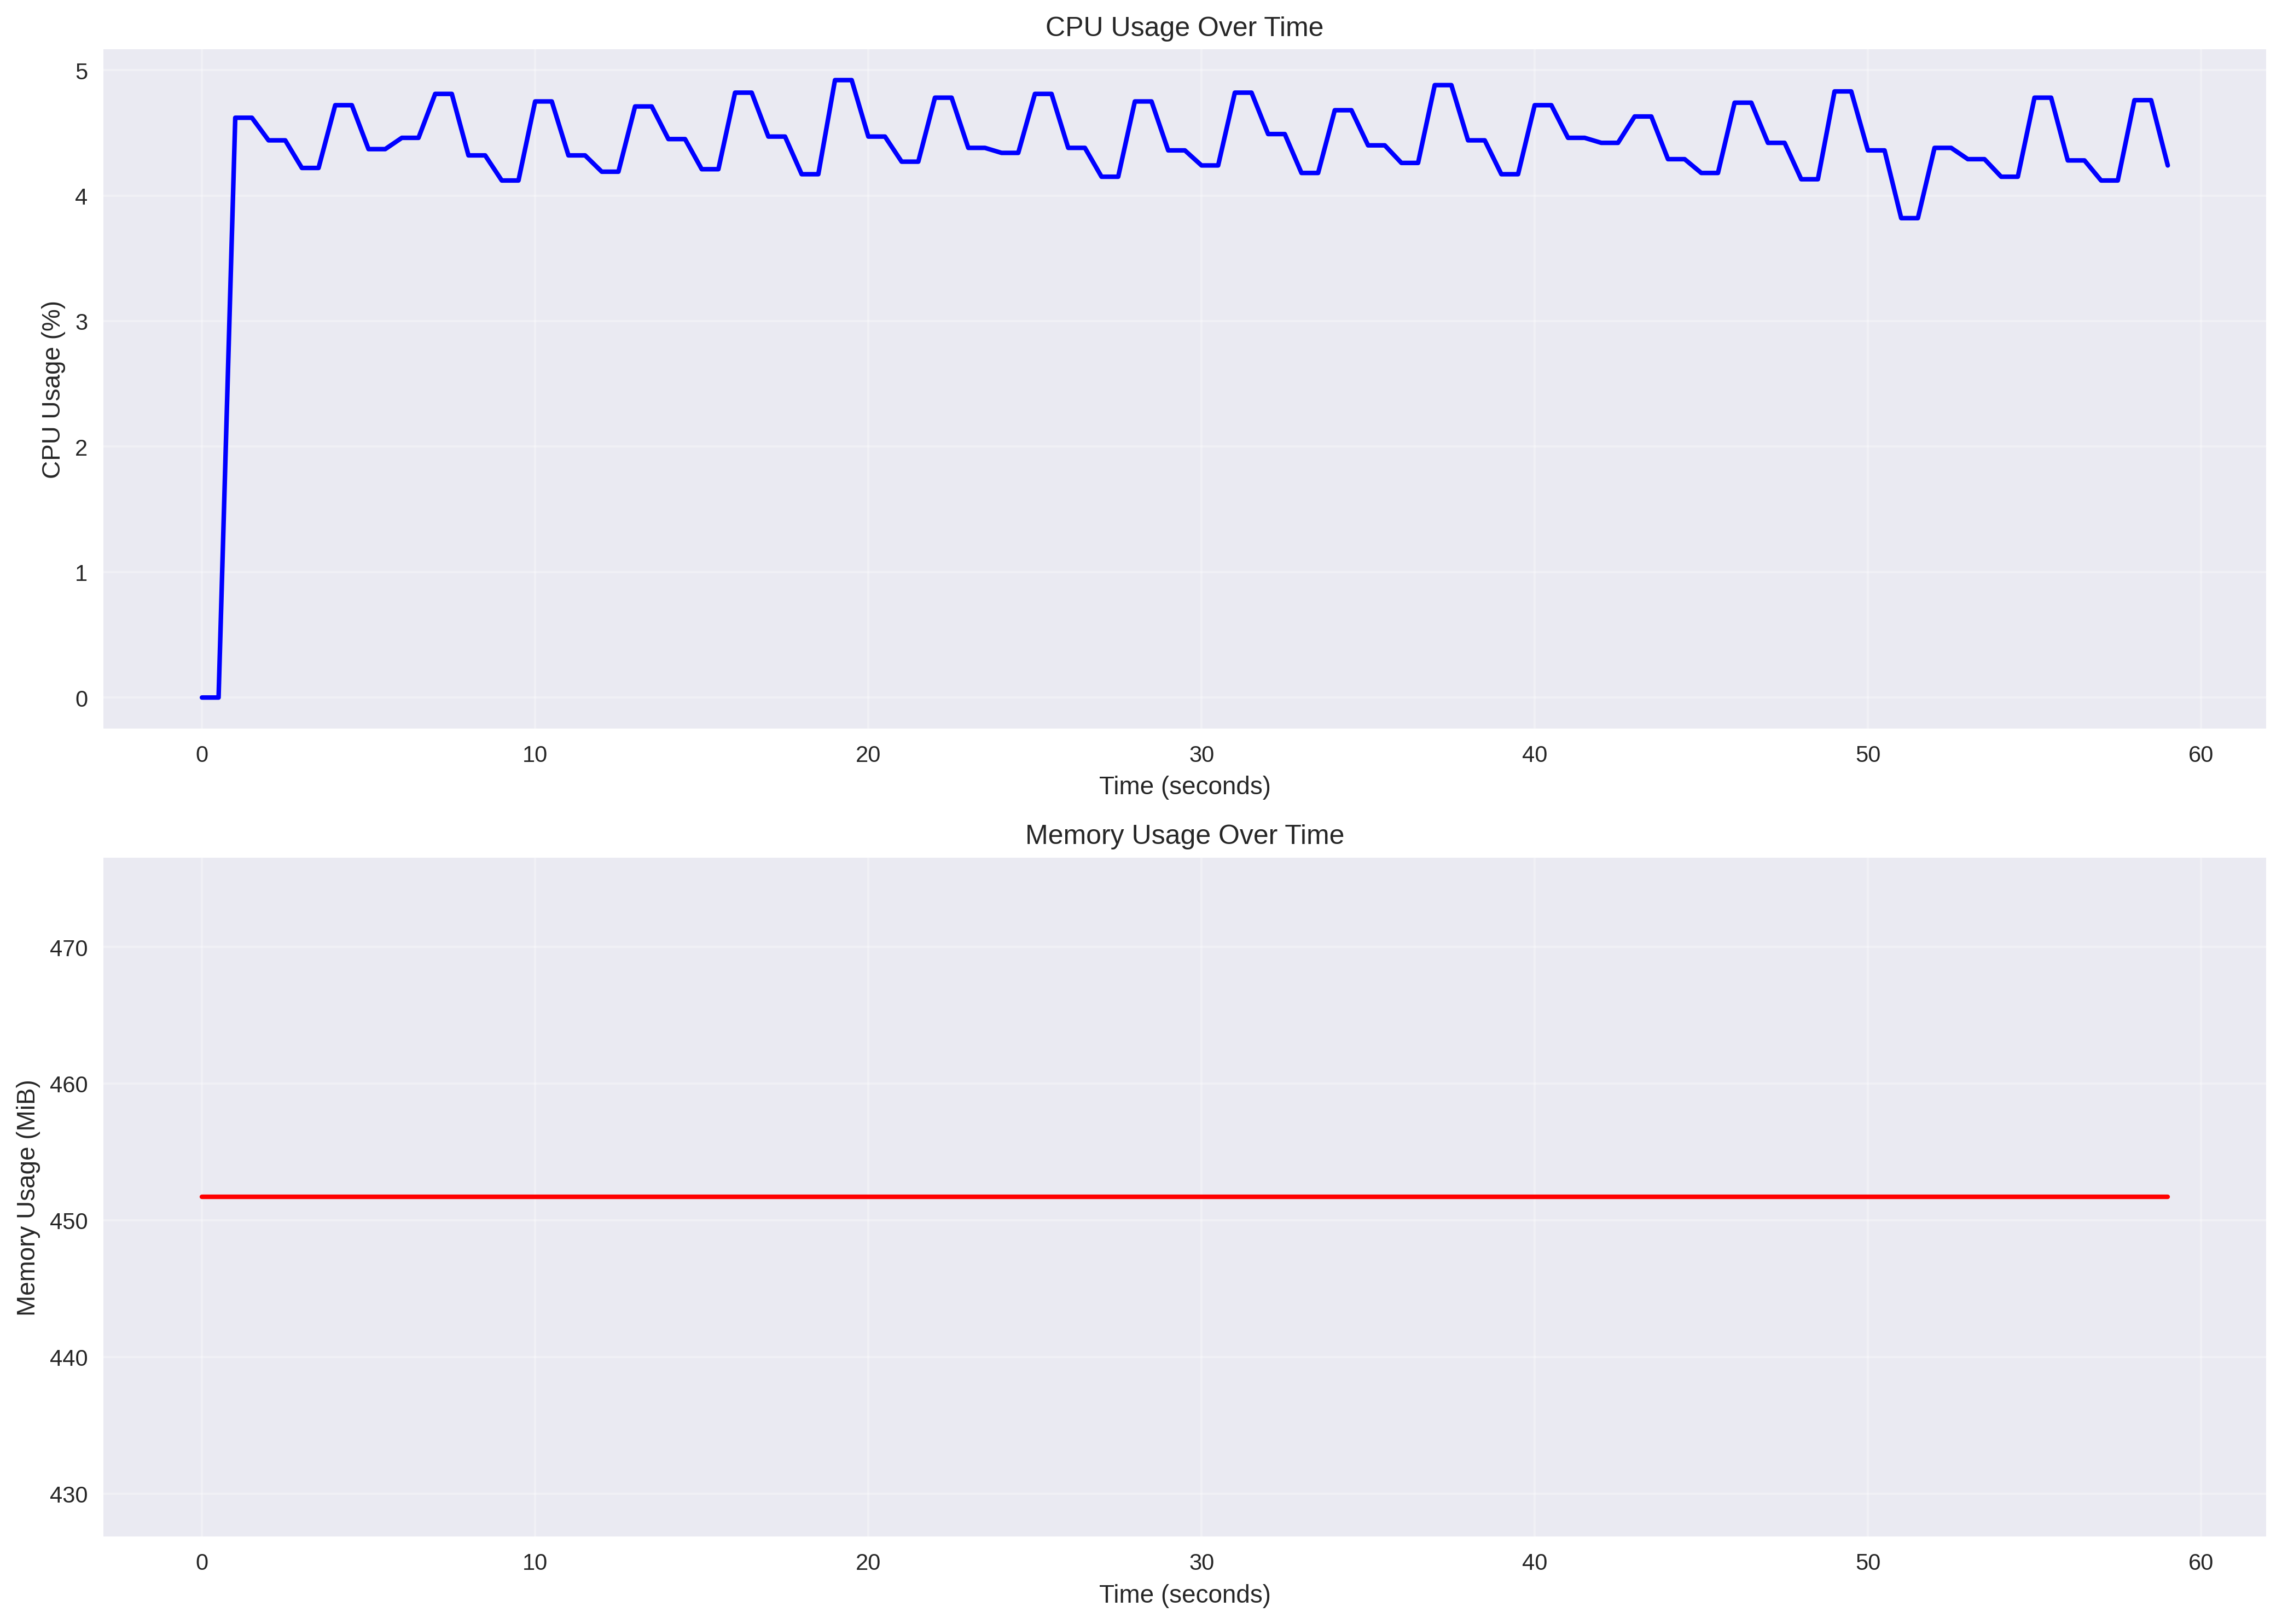 CPU Usage Over Time
5
4
3
2
1
0
CPU Usage (%)
0 10 20 30 40 50 60
Time (seconds)
Memory Usage Over Time
470
460
450
440
430
Memory Usage (MiB)
0 10 20 30 40 50 60
Time (seconds)